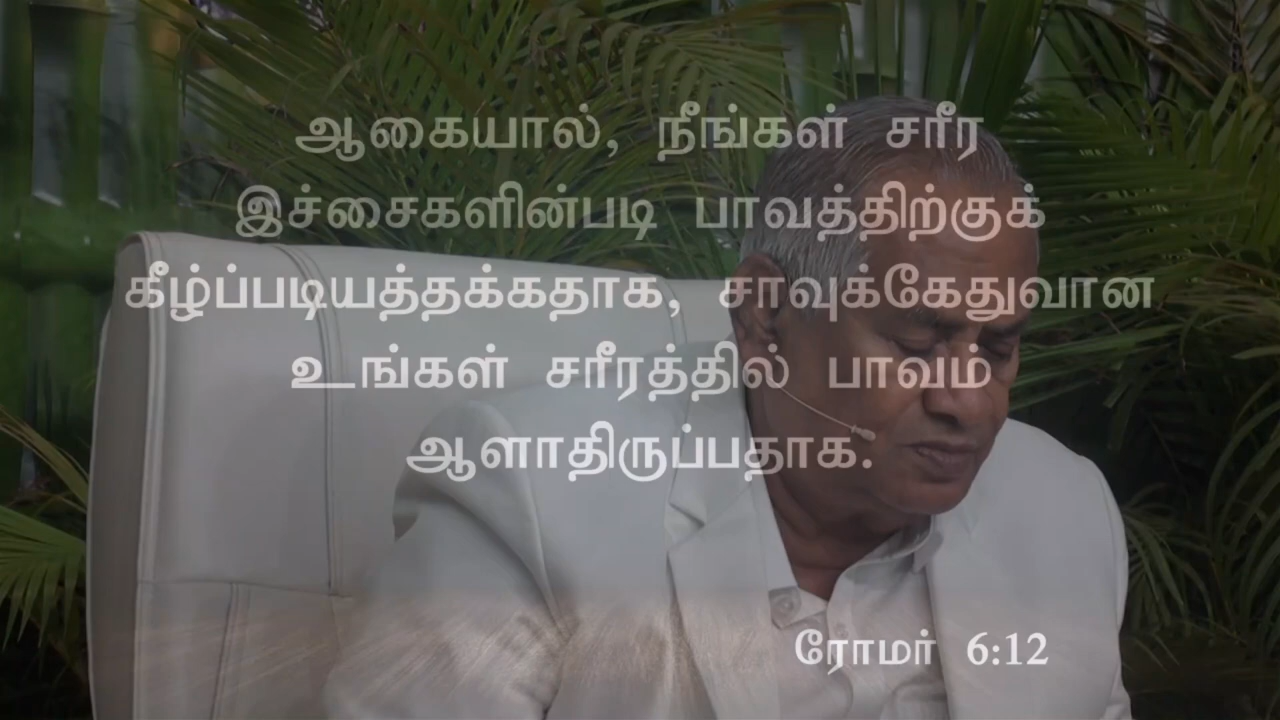 ஆகையால், நீங்கள் சரீர
இச்சைகளின்படி பாவத்திற்குக்
கீழ்ப்படியத்தக்கதாக, சாவுக்கேதுவான
உங்கள் சரீரத்தில் பாவம்
ஆளாதிருப்பதாக.
ரோமர் 6:12